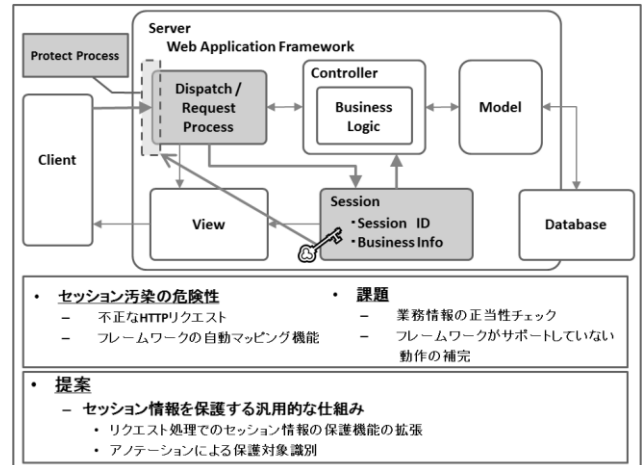 Server
Web Application Framework
Protect Process
Dispatch /
Request
Process
Controller
Business
Logic
Model
Client
View
Session
・Session ID
・Business Info
Database
• セッション汚染の危険性
– 不正なHTTPリクエスト
– フレームワークの自動マッピング機能
• 課題
– 業務情報の正当性チェック
– フレームワークがサポートしていない
動作の補完
• 提案
– セッション情報を保護する汎用的な仕組み
• リクエスト処理でのセッション情報の保護機能の拡張
• アノテーションによる保護対象識別